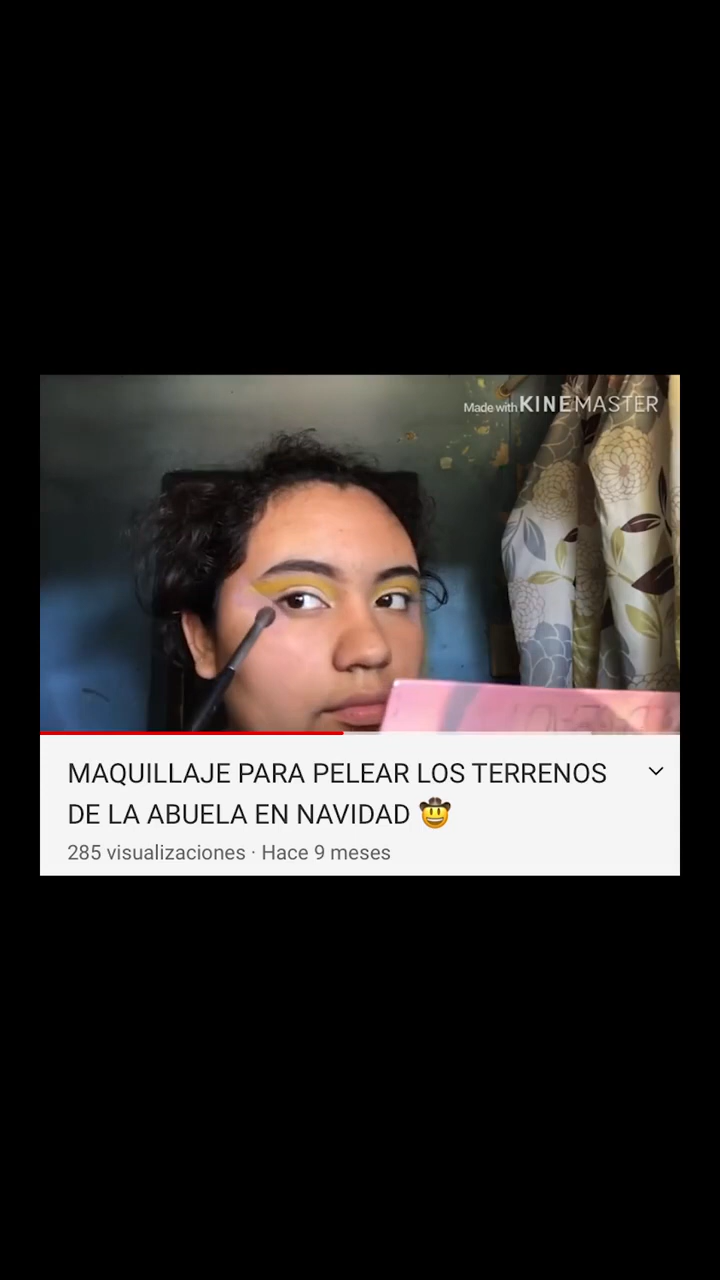 Made with KINEMASTER
MAQUILLAJE PARA PELEAR LOS TERRENOS
DE LA ABUELA EN NAVIDAD 🤠
285 visualizaciones · Hace 9 meses